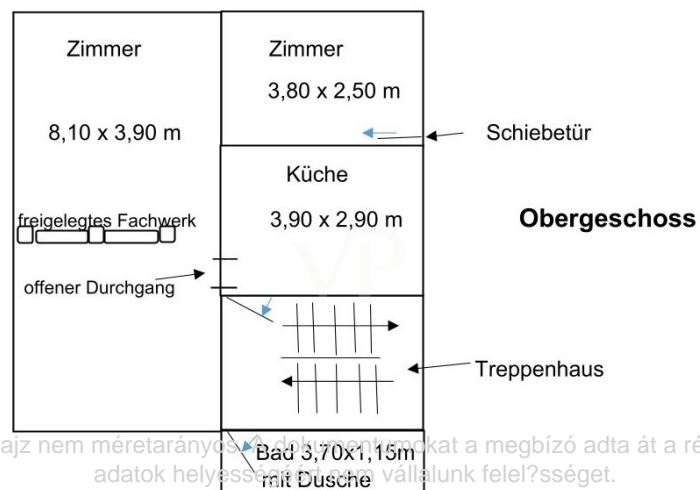 Zimmer
8,10 x 3,90 m
Zimmer
3,80 x 2,50 m
Schiebetür
Küche
3,90 x 2,90 m
Obergeschoss
freigelegtes Fachwerk
offener Durchgang
VP
Treppenhaus
ajz nem méretarányos. A dokumentumokat a megbízó adta át a ré
Bad 3,70x1,15m
adatok helyességéért nem vállalunk felel?sséget.
mit Dusche